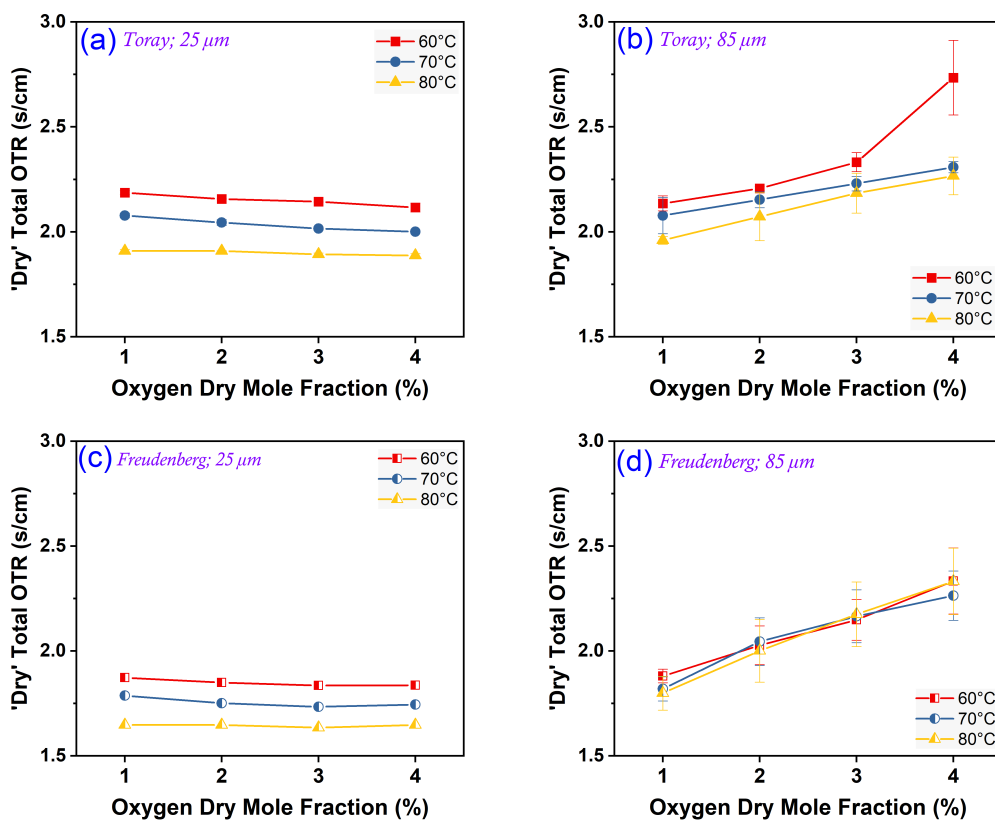 (a) Toray; 25 μm
60°C
70°C
80°C
3.0
2.5
2.0
1.5
'Dry' Total OTR (s/cm)
1 2 3 4
Oxygen Dry Mole Fraction (%)
(b) Toray; 85 μm
60°C
70°C
80°C
3.0
2.5
2.0
1.5
'Dry' Total OTR (s/cm)
1 2 3 4
Oxygen Dry Mole Fraction (%)
(c) Freudenberg; 25 μm
60°C
70°C
80°C
3.0
2.5
2.0
1.5
'Dry' Total OTR (s/cm)
1 2 3 4
Oxygen Dry Mole Fraction (%)
(d) Freudenberg; 85 μm
60°C
70°C
80°C
3.0
2.5
2.0
1.5
'Dry' Total OTR (s/cm)
1 2 3 4
Oxygen Dry Mole Fraction (%)